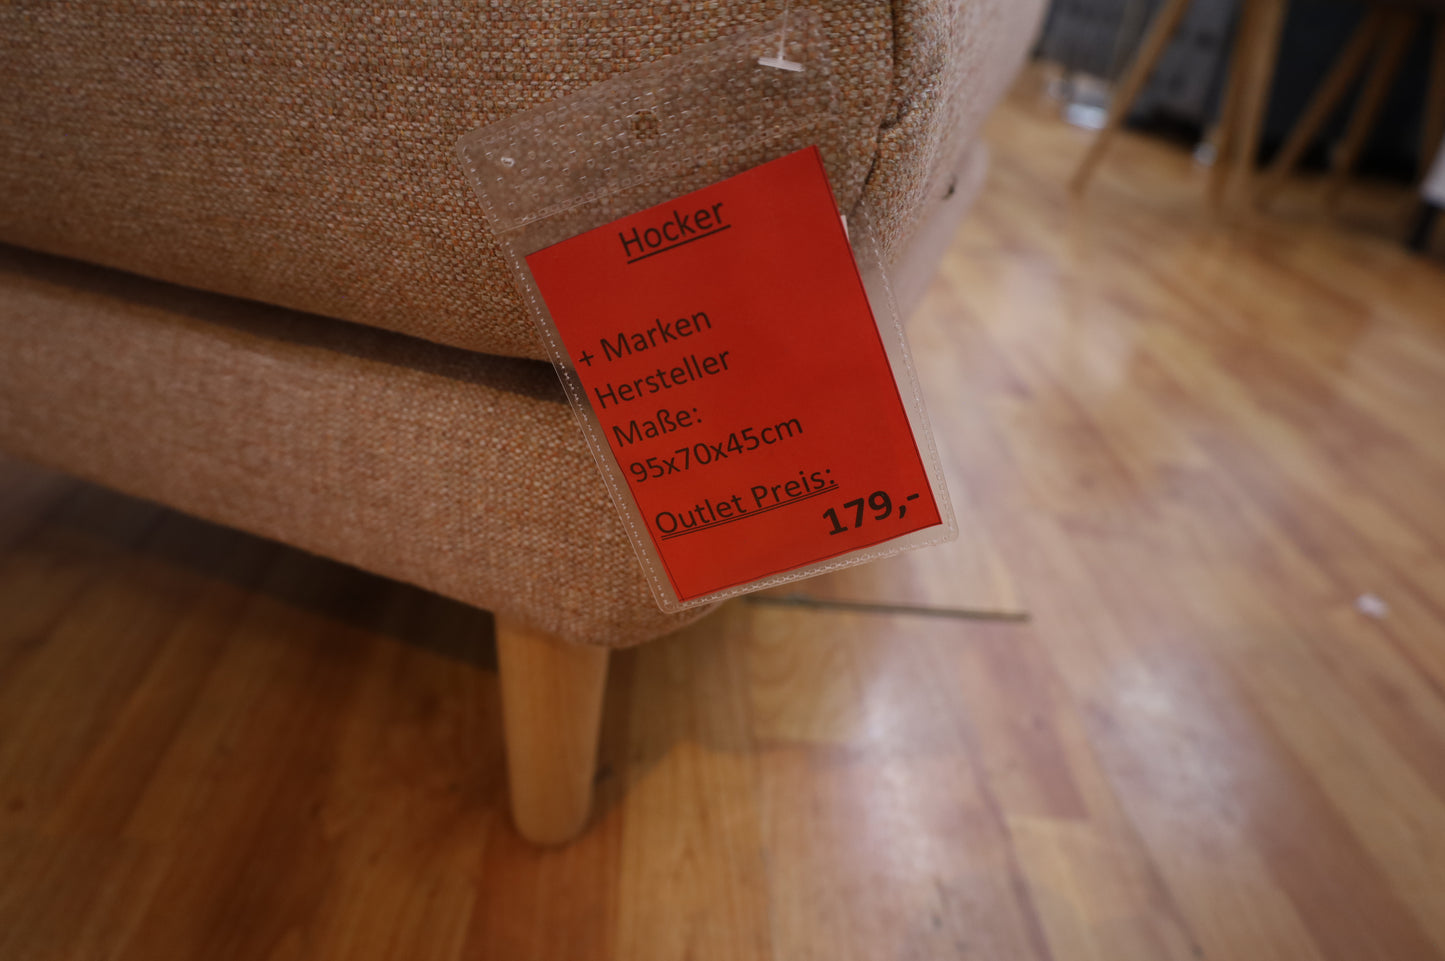 Hocker
+ Marken
Hersteller
Maße:
95x70x45cm
Outlet Preis:
179,-